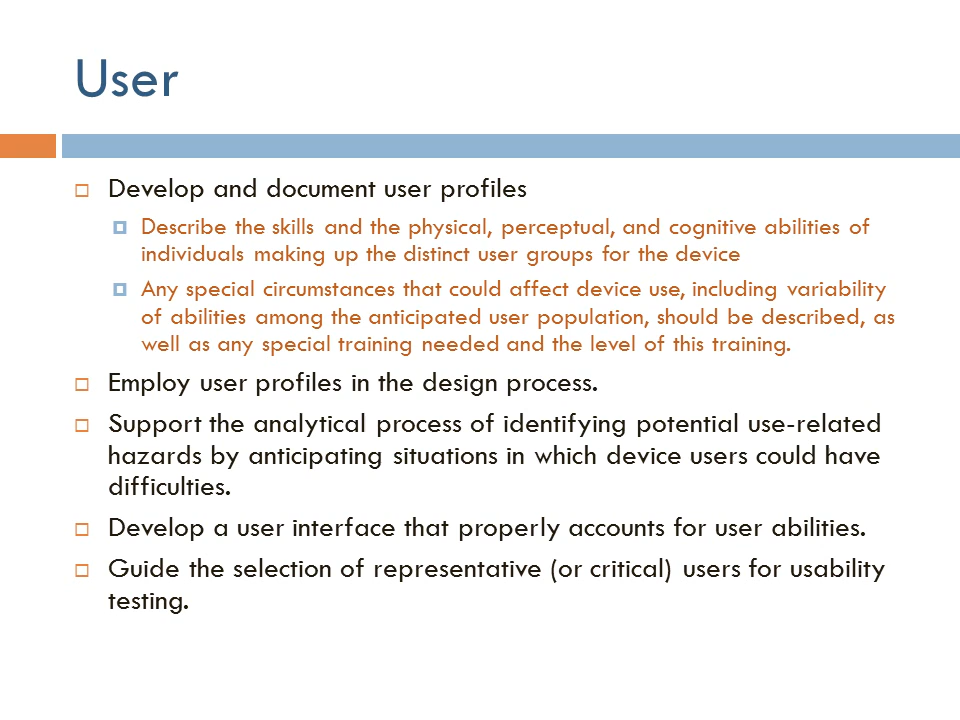 User
Develop and document user profiles
Describe the skills and the physical, perceptual, and cognitive abilities of
individuals making up the distinct user groups for the device
Any special circumstances that could affect device use, including variability
of abilities among the anticipated user population, should be described, as
well as any special training needed and the level of this training.
Employ user profiles in the design process.
Support the analytical process of identifying potential use-related
hazards by anticipating situations in which device users could have
difficulties.
Develop a user interface that properly accounts for user abilities.
Guide the selection of representative (or critical) users for usability
testing.